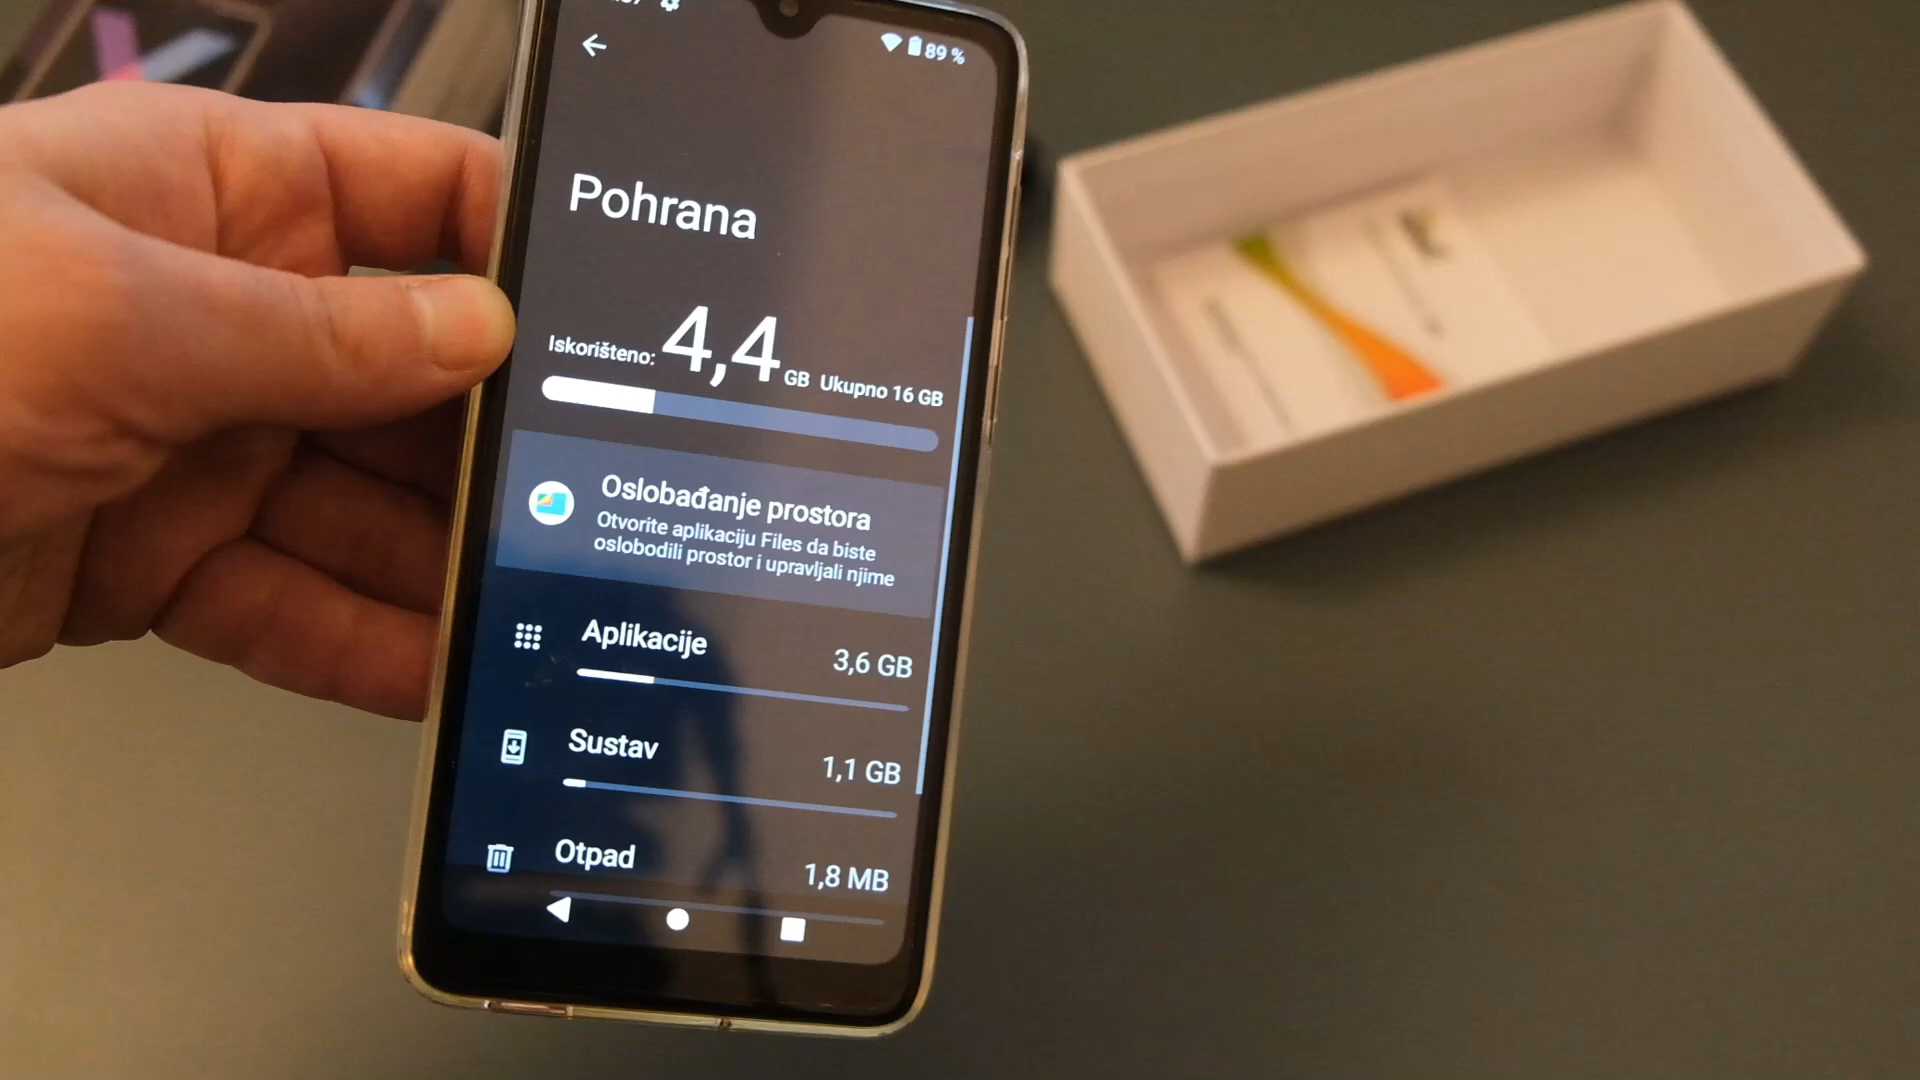 89 %
Pohrana
Iskorišteno: 4,4 GB Ukupno 16 GB
Oslobađanje prostora
Otvorite aplikaciju Files da biste
oslobodili prostor i upravljali njime
Aplikacije
3,6 GB
Sustav
1,1 GB
Otpad
1,8 MB